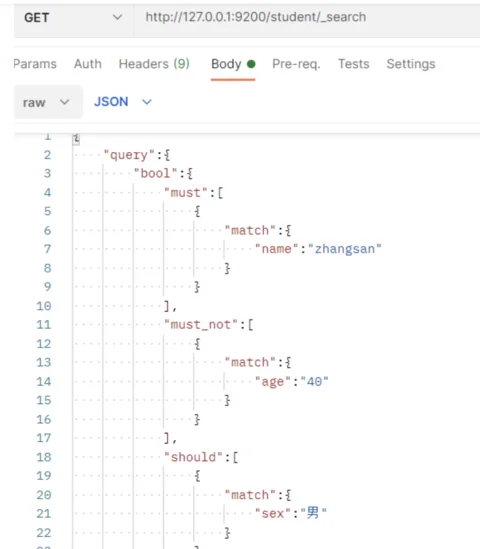 GET http://127.0.0.1:9200/student/_search
Params Auth Headers (9) Body Pre-req. Tests Settings
raw JSON
1 {
2 "query":{
3 "bool":{
4 "must":[
5 {
6 "match":{
7 "name":"zhangsan"
8 }
9 }
10 ],
11 "must_not":[
12 {
13 "match":{
14 "age":"40"
15 }
16 }
17 ],
18 "should":[
19 {
20 "match":{
21 "sex":"男"
22 }